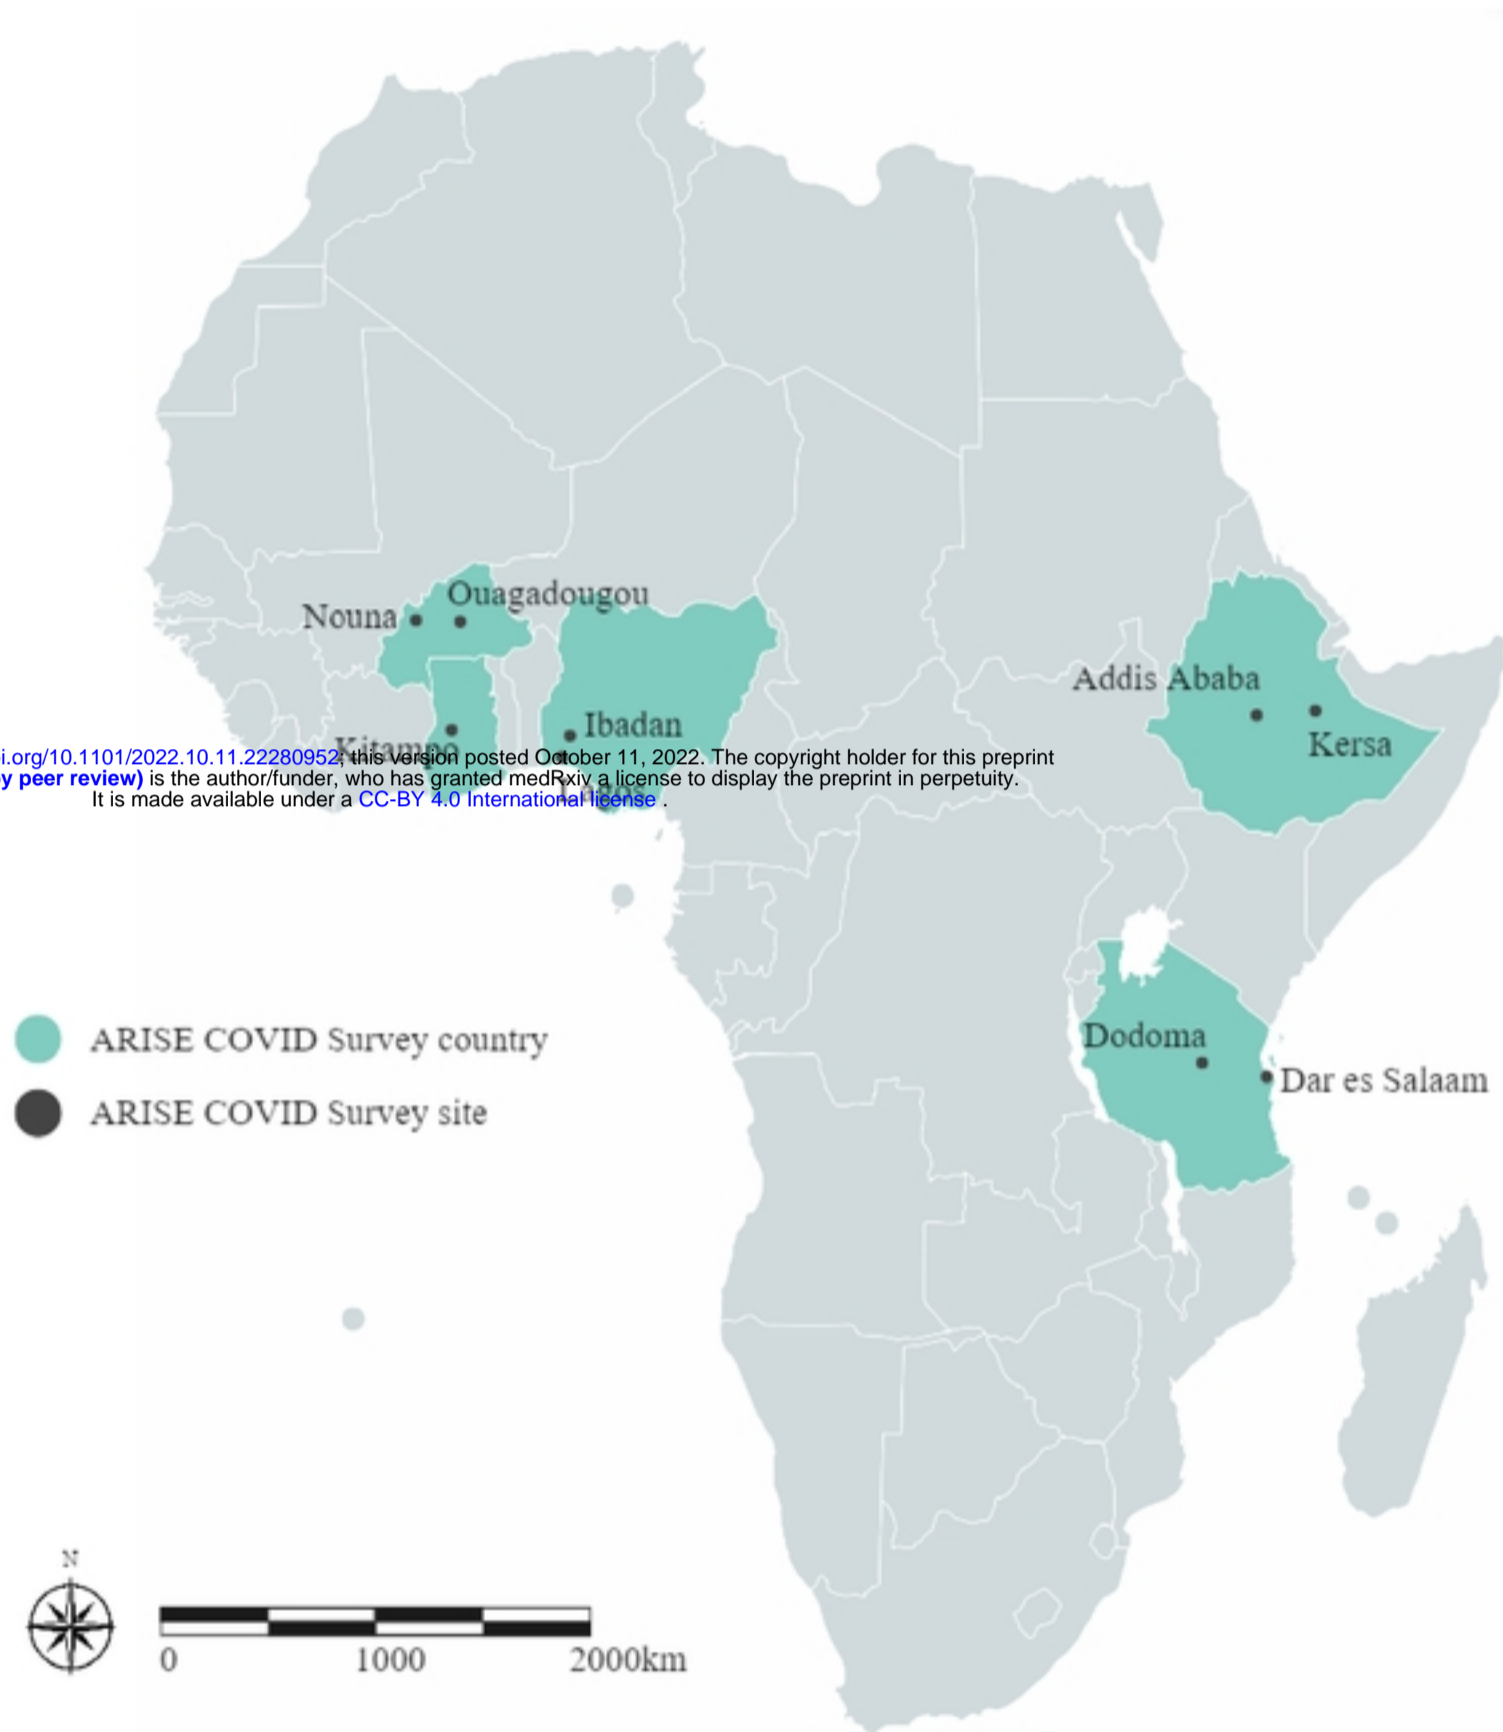 Ouagadougou
Nouna
Addis Ababa
Ibadan
Kersa
Kitampo
i.org/10.1101/2022.10.11.22280952; this version posted October 11, 2022. The copyright holder for this preprint
y peer review) is the author/funder, who has granted medRxiv a license to display the preprint in perpetuity.
Lagos
It is made available under a CC-BY 4.0 International license .
ARISE COVID Survey country
Dodoma
Dar es Salaam
ARISE COVID Survey site
N
0 1000 2000km